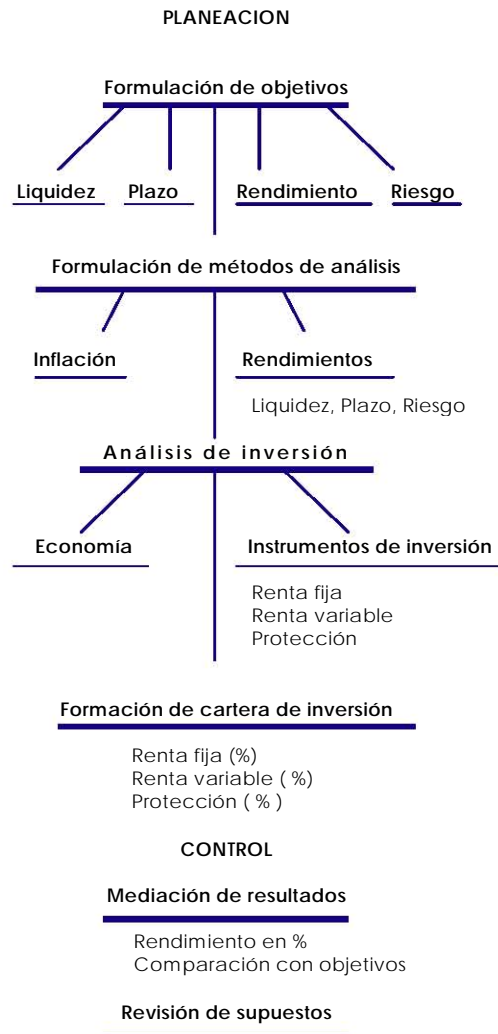 PLANEACION
Formulación de objetivos
Liquidez Plazo Rendimiento Riesgo
Formulación de métodos de análisis
Inflación Rendimientos
Liquidez, Plazo, Riesgo
Análisis de inversión
Economía Instrumentos de inversión
Renta fija
Renta variable
Protección
Formación de cartera de inversión
Renta fija (%)
Renta variable ( %)
Protección ( % )
CONTROL
Mediación de resultados
Rendimiento en %
Comparación con objetivos
Revisión de supuestos